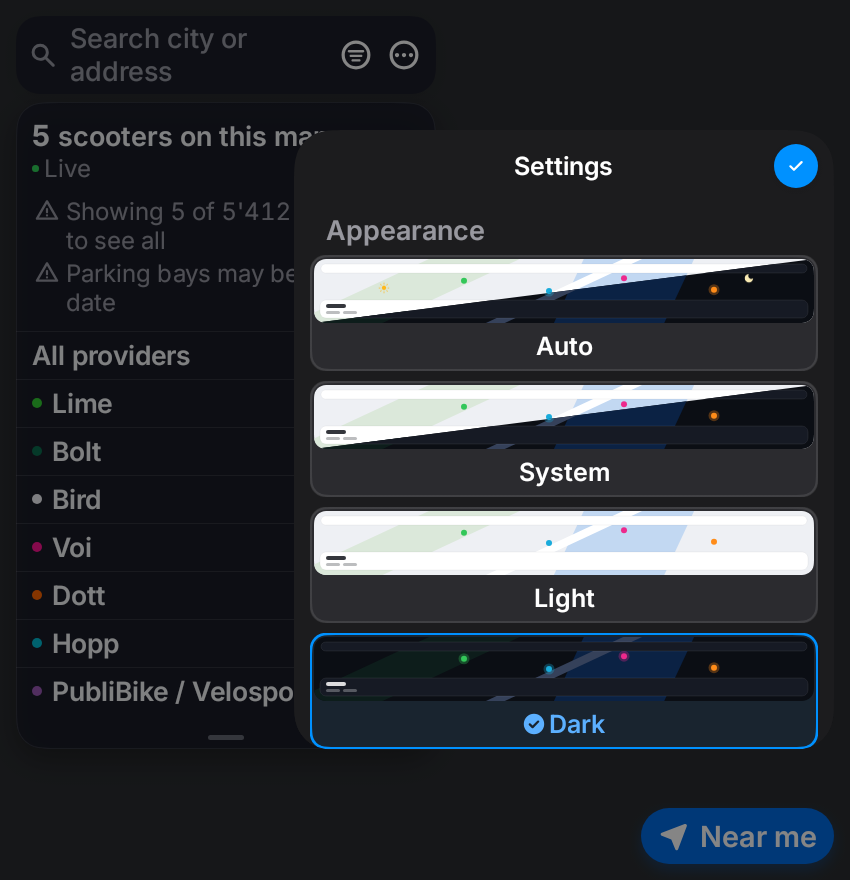 Search city or
address
5 scooters on this map
Live
Showing 5 of 5'412
to see all
Parking bays may be
date
All providers
Lime
Bolt
Bird
Voi
Dott
Hopp
PubliBike / Velospo
Settings
Appearance
Auto
System
Light
Dark
Near me